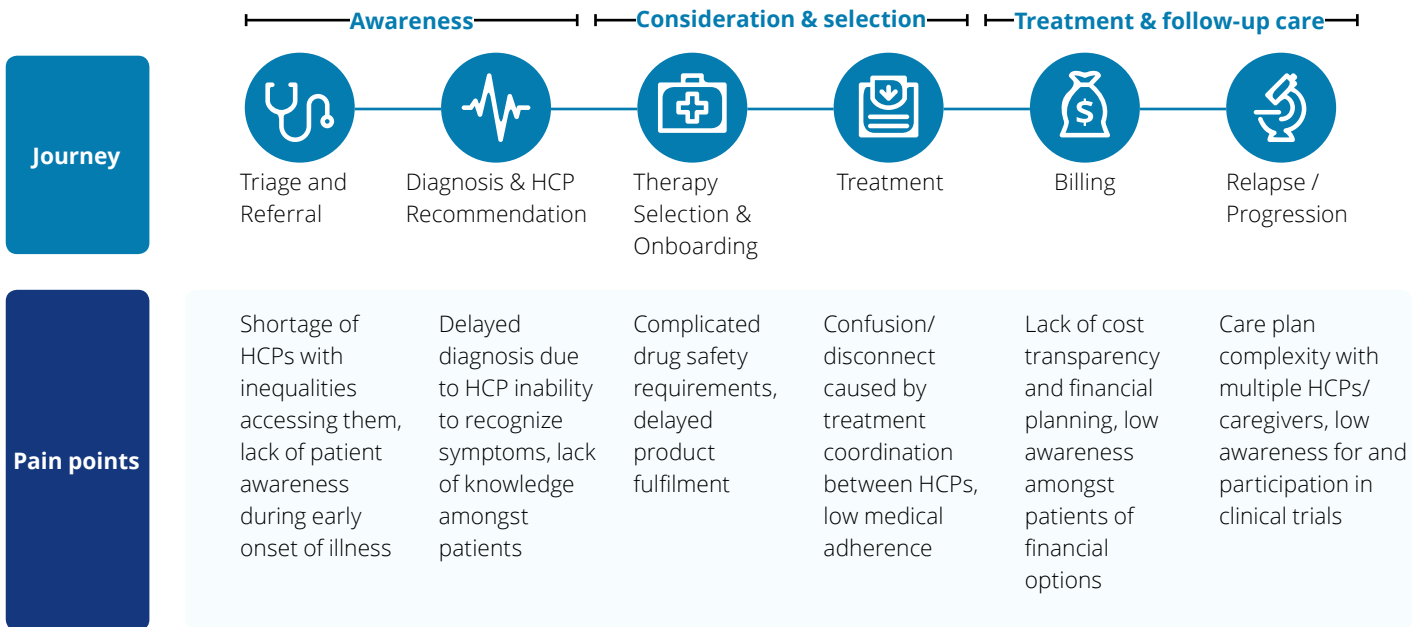 Awareness
Consideration & selection
Treatment & follow-up care
Journey
$
Triage and
Referral
Diagnosis & HCP
Recommendation
Therapy
Selection &
Onboarding
Treatment
Billing
Relapse /
Progression
Pain points
Shortage of
HCPs with
inequalities
accessing them,
lack of patient
awareness
during early
onset of illness
Delayed
diagnosis due
to HCP inability
to recognize
symptoms, lack
of knowledge
amongst
patients
Complicated
drug safety
requirements,
delayed
product
fulfilment
Confusion/
disconnect
caused by
treatment
coordination
between HCPs,
low medical
adherence
Lack of cost
transparency
and financial
planning, low
awareness
amongst
patients of
financial
options
Care plan
complexity with
multiple HCPs/
caregivers, low
awareness for and
participation in
clinical trials